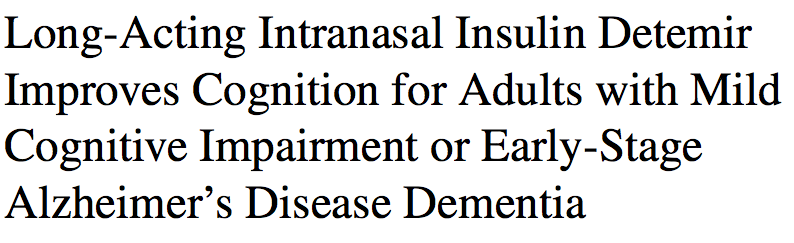 Long-Acting Intranasal Insulin Detemir
Improves Cognition for Adults with Mild
Cognitive Impairment or Early-Stage
Alzheimer’s Disease Dementia